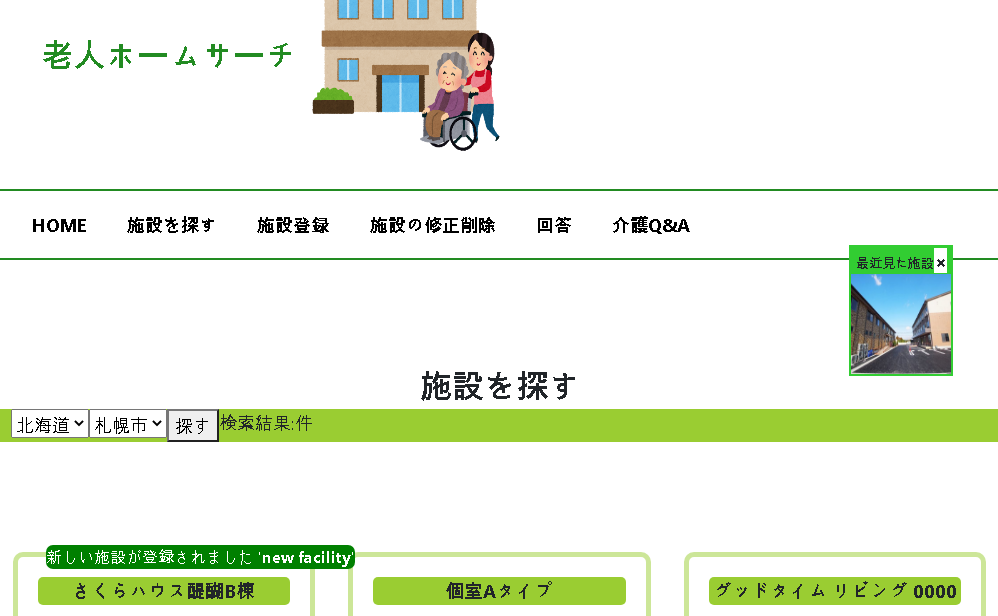 老人ホームサーチ
HOME 施設を探す 施設登録 施設の修正削除 回答 介護Q&A
最近見た施設 ×
施設を探す
北海道 札幌市 探す 検索結果:件
新しい施設が登録されました 'new facility'
さくらハウス醍醐B棟 個室Aタイプ グッドタイム リビング 0000